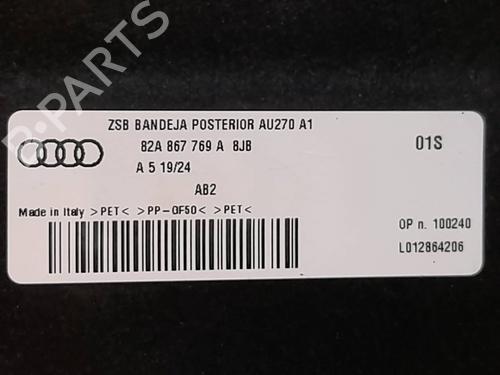 B-PARTS
ZSB BANDEJA POSTERIOR AU270 A1
82A 867 769 A 8JB
01S
A 5 19/24
AB2
Made in Italy >PET< >PP-GF50< >PET<
OP n. 100240
L012864206